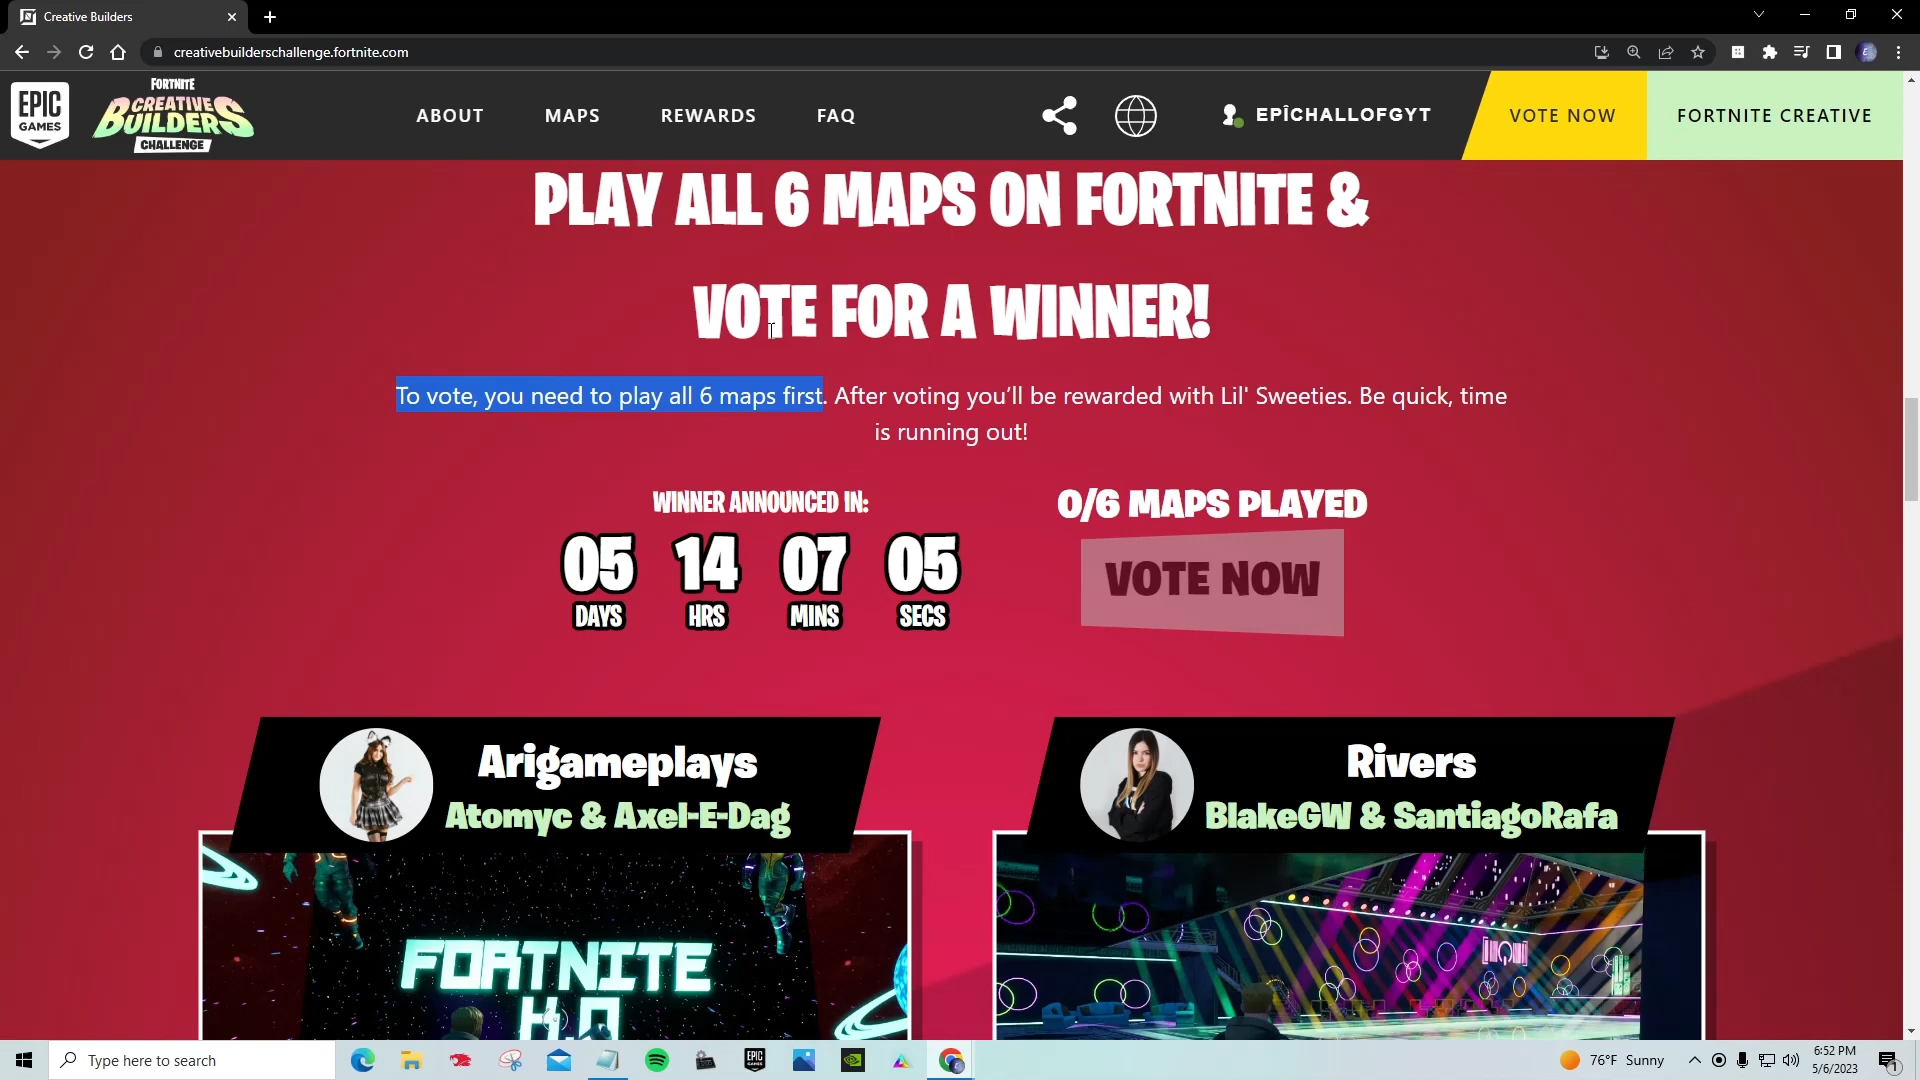 Creative Builders
creativebuilderschallenge.fortnite.com
EPIC
GAMES
FORTNITE
CREATIVE
BUILDERS
CHALLENGE
ABOUT
MAPS
REWARDS
FAQ
EPÎCHALLOFGYT
VOTE NOW
FORTNITE CREATIVE
PLAY ALL 6 MAPS ON FORTNITE &
VOTE FOR A WINNER!
To vote, you need to play all 6 maps first. After voting you’ll be rewarded with Lil' Sweeties. Be quick, time
is running out!
WINNER ANNOUNCED IN:
05 14 07 05
DAYS HRS MINS SECS
0/6 MAPS PLAYED
VOTE NOW
Arigameplays
Atomyc & Axel-E-Dag
Rivers
BlakeGW & SantiagoRafa
FORTNITE
Type here to search
EPIC
GAMES
76°F Sunny
6:52 PM
5/6/2023
1